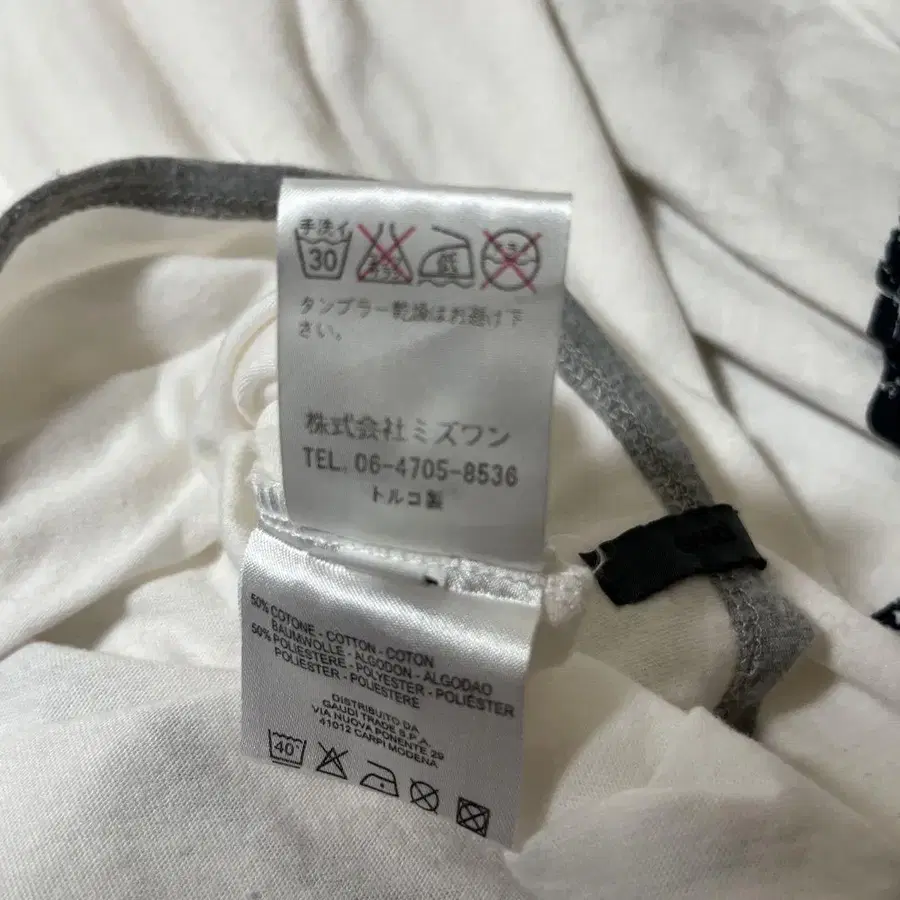 手洗イ
30
低
タンブラー乾燥はお避け下
さい。
株式会社ミズワン
TEL. 06-4705-8536
トルコ製
50% COTONE - COTTON - COTON
BAUMWOLLE - ALGODON - ALGODAO
50% POLIESTERE - POLYESTER - POLIÉSTER
POLIESTER - POLIESTERE
DISTRIBUITO DA
GAUDI TRADE S.P.A.
VIA NUOVA PONENTE 29
41012 CARPI MODENA
40°